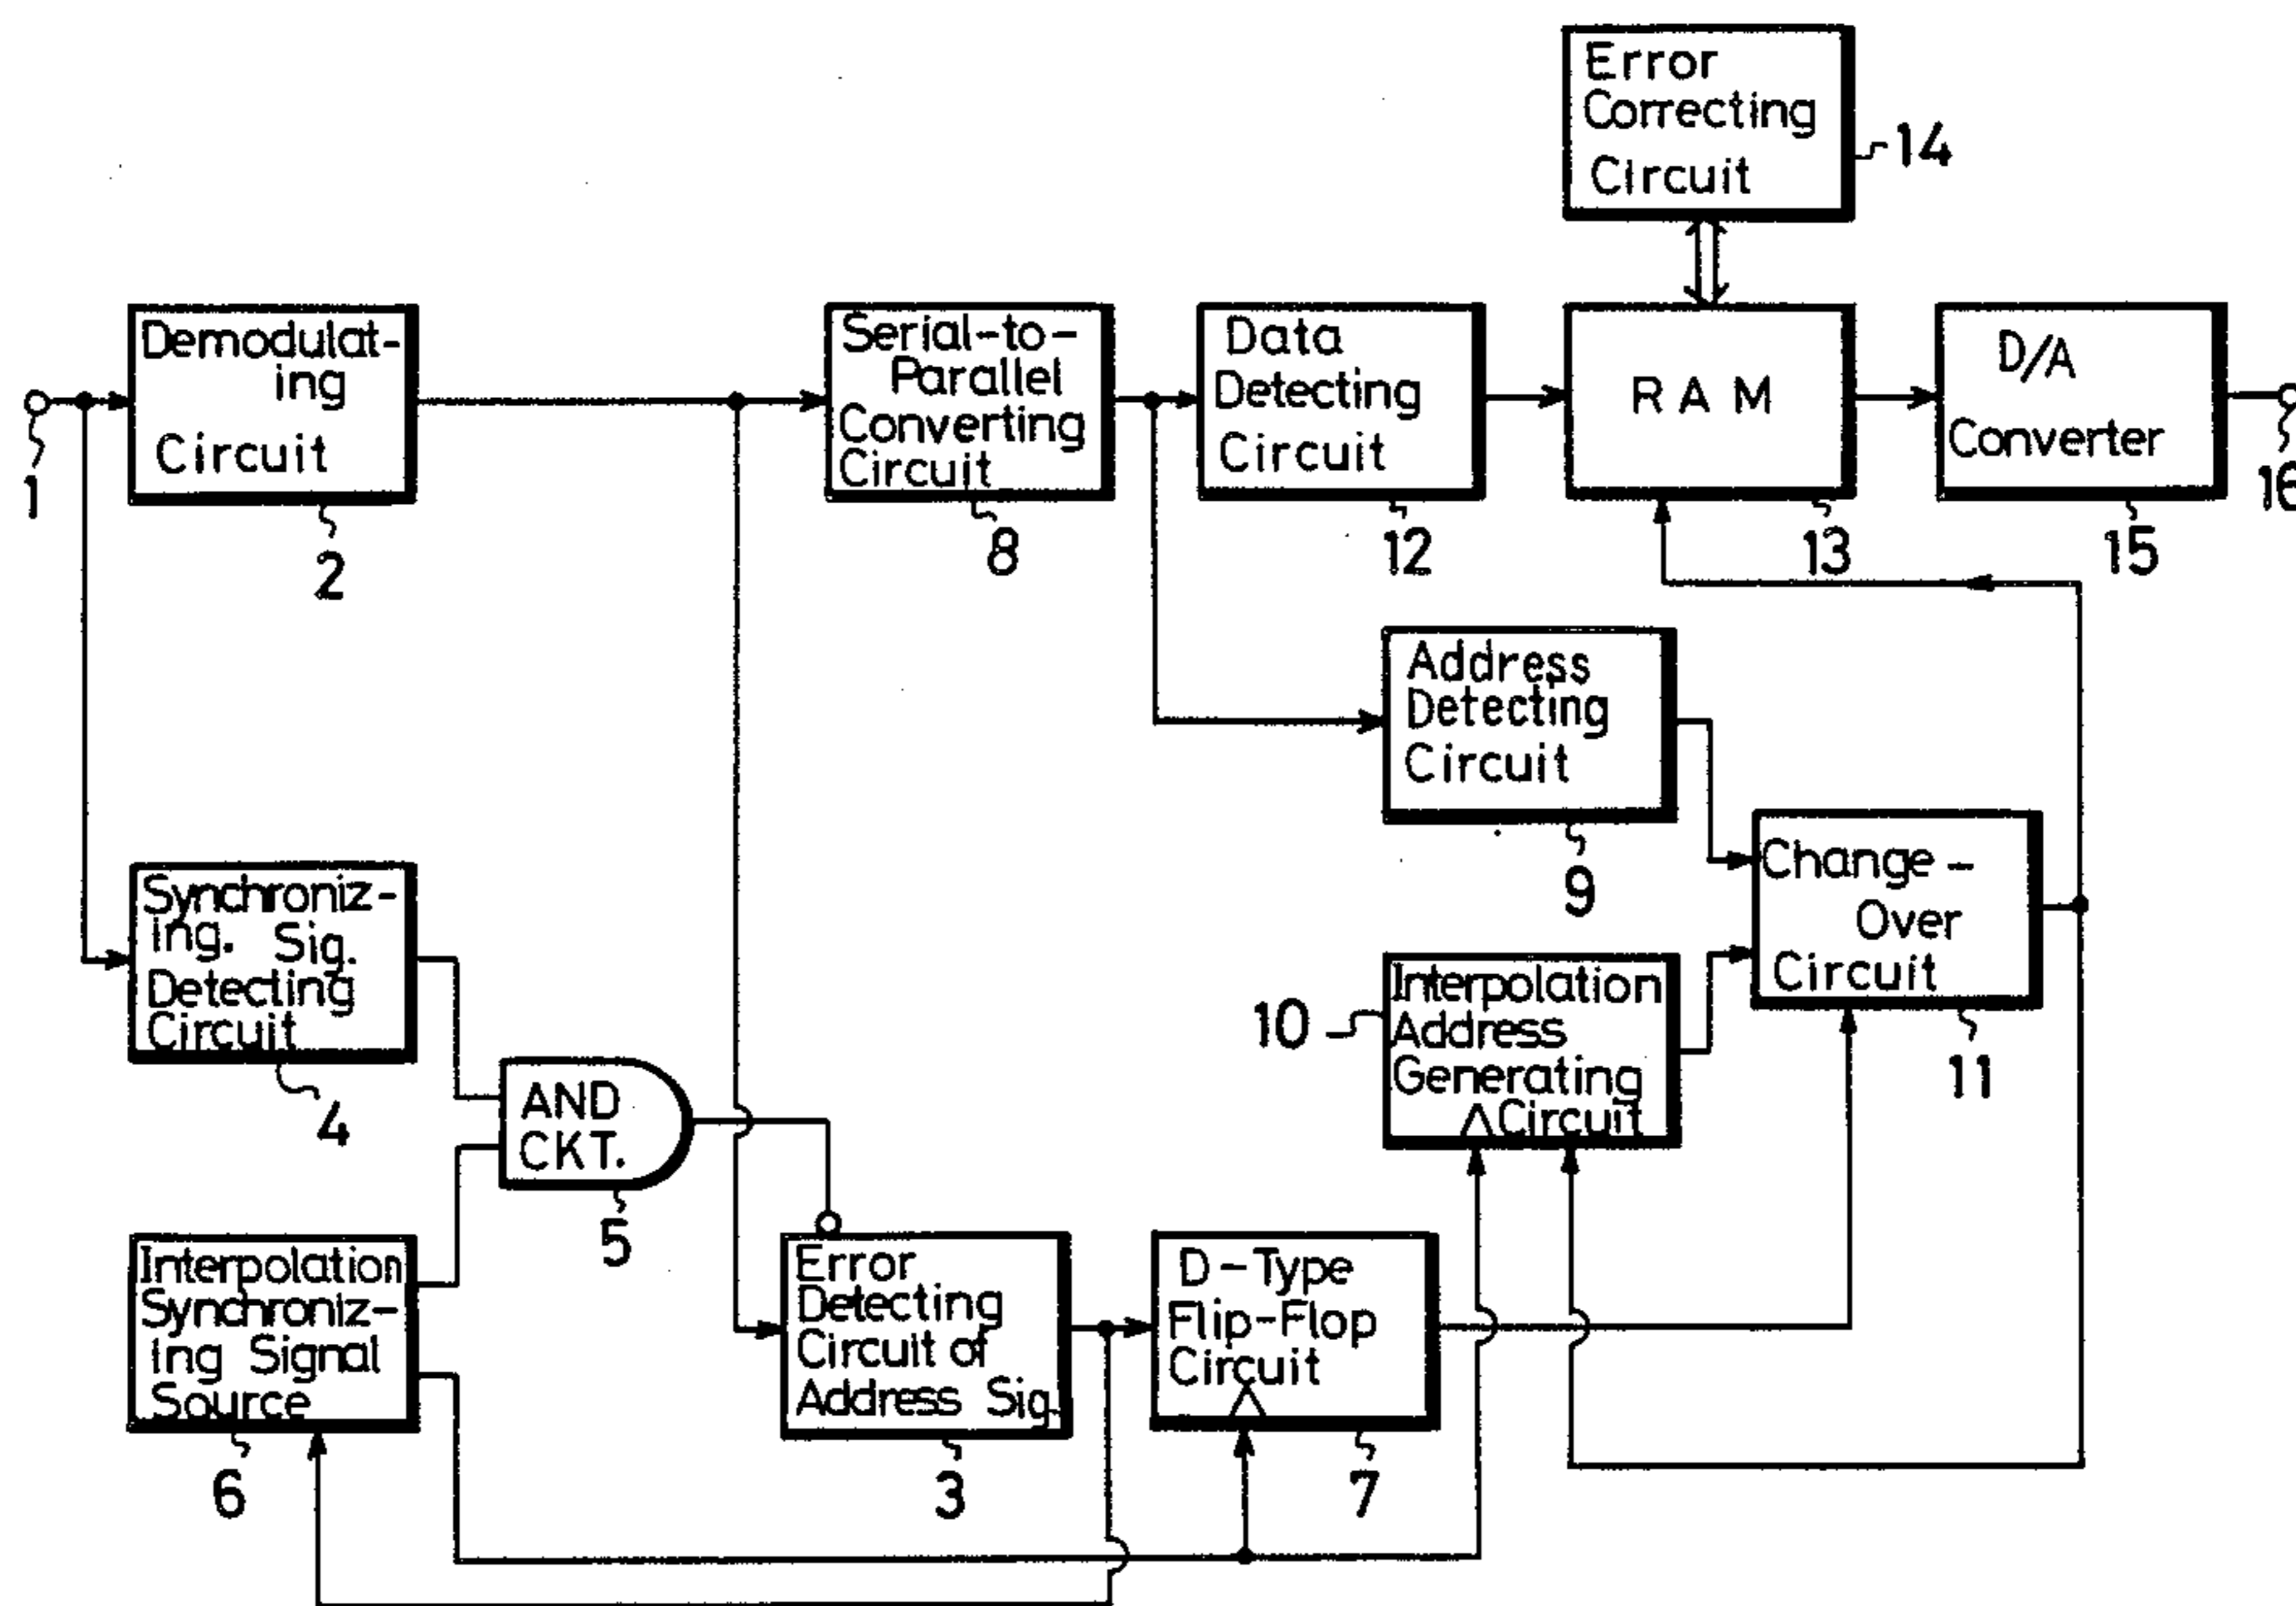 Error
Correcting
Circuit
14
Demodulat-
ing
Circuit
2
1
Serial-to-
Parallel
Converting
Circuit
8
Data
Detecting
Circuit
12
R A M
13
D/A
Converter
15
16
Address
Detecting
Circuit
9
Synchroniz-
ing. Sig.
Detecting
Circuit
4
AND
CKT.
5
Interpolation
Address
Generating
Circuit
10
Change-
Over
Circuit
11
Interpolation
Synchroniz-
ing Signal
Source
6
Error
Detecting
Circuit of
Address Sig.
3
D-Type
Flip-Flop
Circuit
7